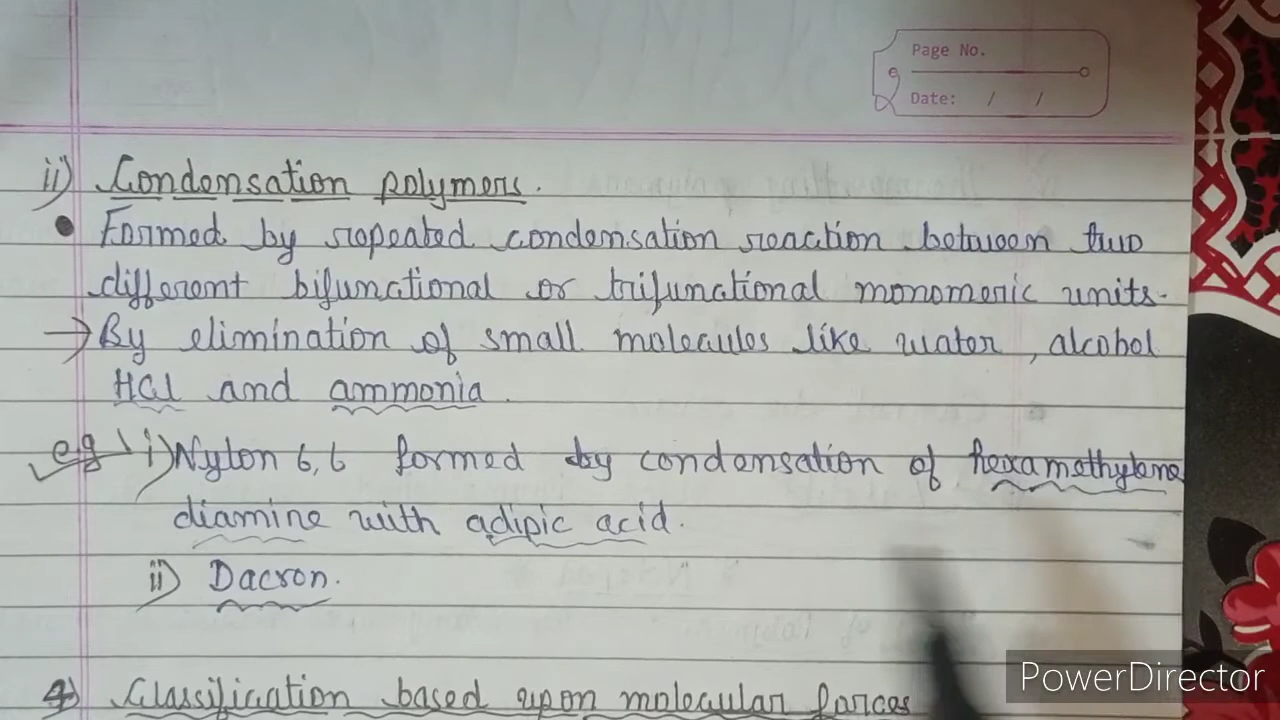 Page No.
Date: / /
ii) Condensation polymers.
• Formed by repeated condensation reaction between two
different bifunctional or trifunctional monomeric units.
→ By elimination of small molecules like water, alcohol
HCl and ammonia.
eg i) Nylon 6,6 formed by condensation of hexamethylene
diamine with adipic acid.
ii) Dacron.
4) Classification based upon molecular forces
PowerDirector